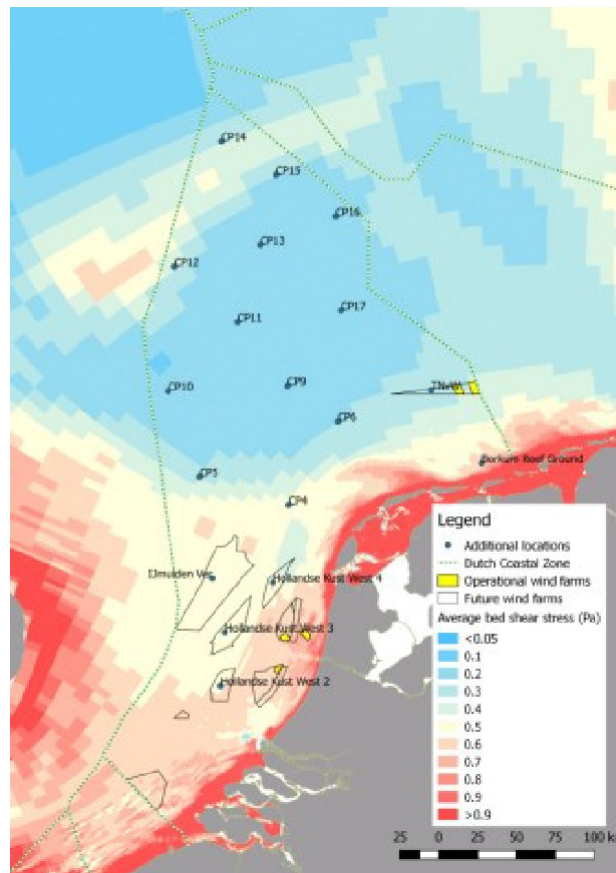 CP14
CP15
CP16
CP13
CP12
CP17
CP11
CP9
CP10
TNvdW
CP6
Borkum Reef Ground
CP5
CP4
IJmuiden Ver
Hollandse Kust West 4
Hollandse Kust West 3
Hollandse Kust West 2
Legend
Additional locations
Dutch Coastal Zone
Operational wind farms
Future wind farms
Average bed shear stress (Pa)
<0.05
0.1
0.2
0.3
0.4
0.5
0.6
0.7
0.8
0.9
>0.9
25 0 25 50 75 100 km